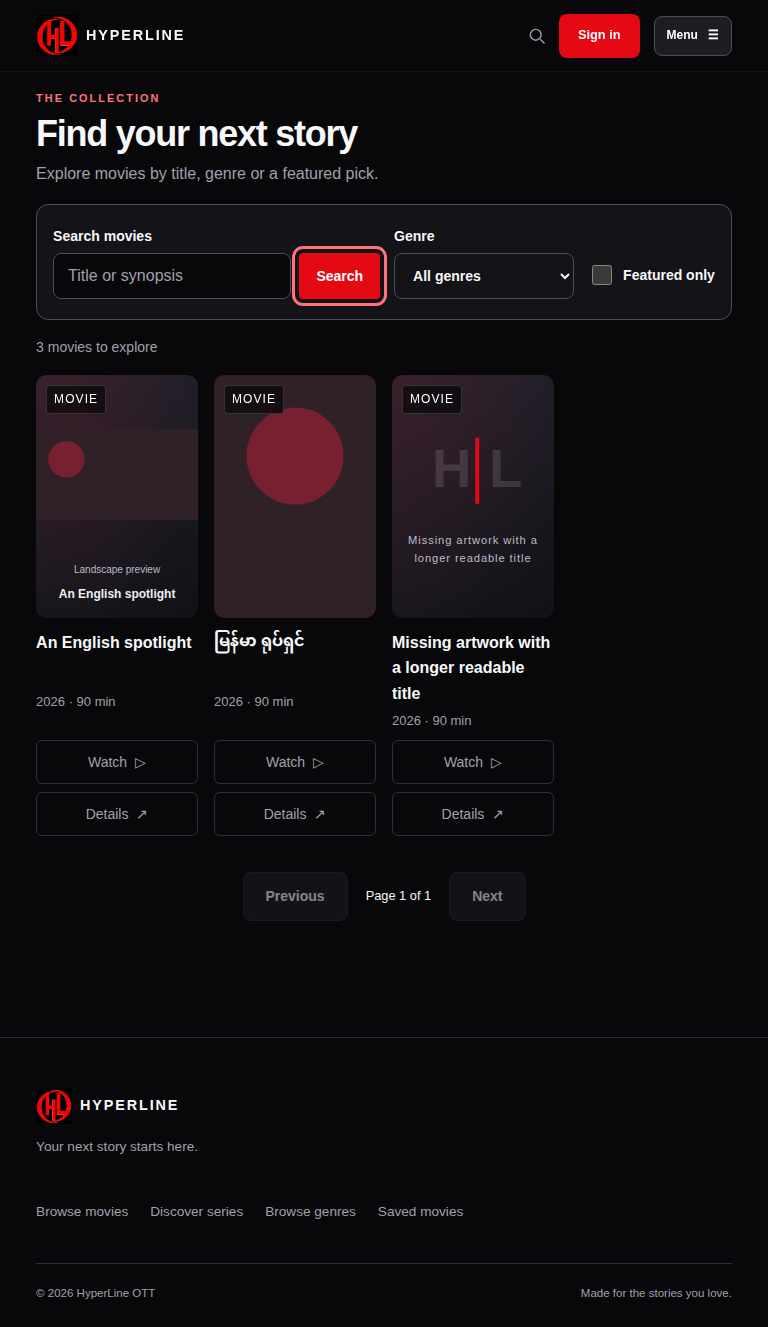 HYPERLINE
Sign in
Menu ☰
THE COLLECTION
Find your next story
Explore movies by title, genre or a featured pick.
Search movies
Genre
Title or synopsis
Search
All genres
Featured only
3 movies to explore
MOVIE
MOVIE
MOVIE
H L
Landscape preview
An English spotlight
Missing artwork with a
longer readable title
An English spotlight
2026 · 90 min
Watch ▷
Details ↗
မြန်မာ ရုပ်ရှင်
2026 · 90 min
Watch ▷
Details ↗
Missing artwork with
a longer readable
title
2026 · 90 min
Watch ▷
Details ↗
Previous
Page 1 of 1
Next
HYPERLINE
Your next story starts here.
Browse movies
Discover series
Browse genres
Saved movies
© 2026 HyperLine OTT
Made for the stories you love.